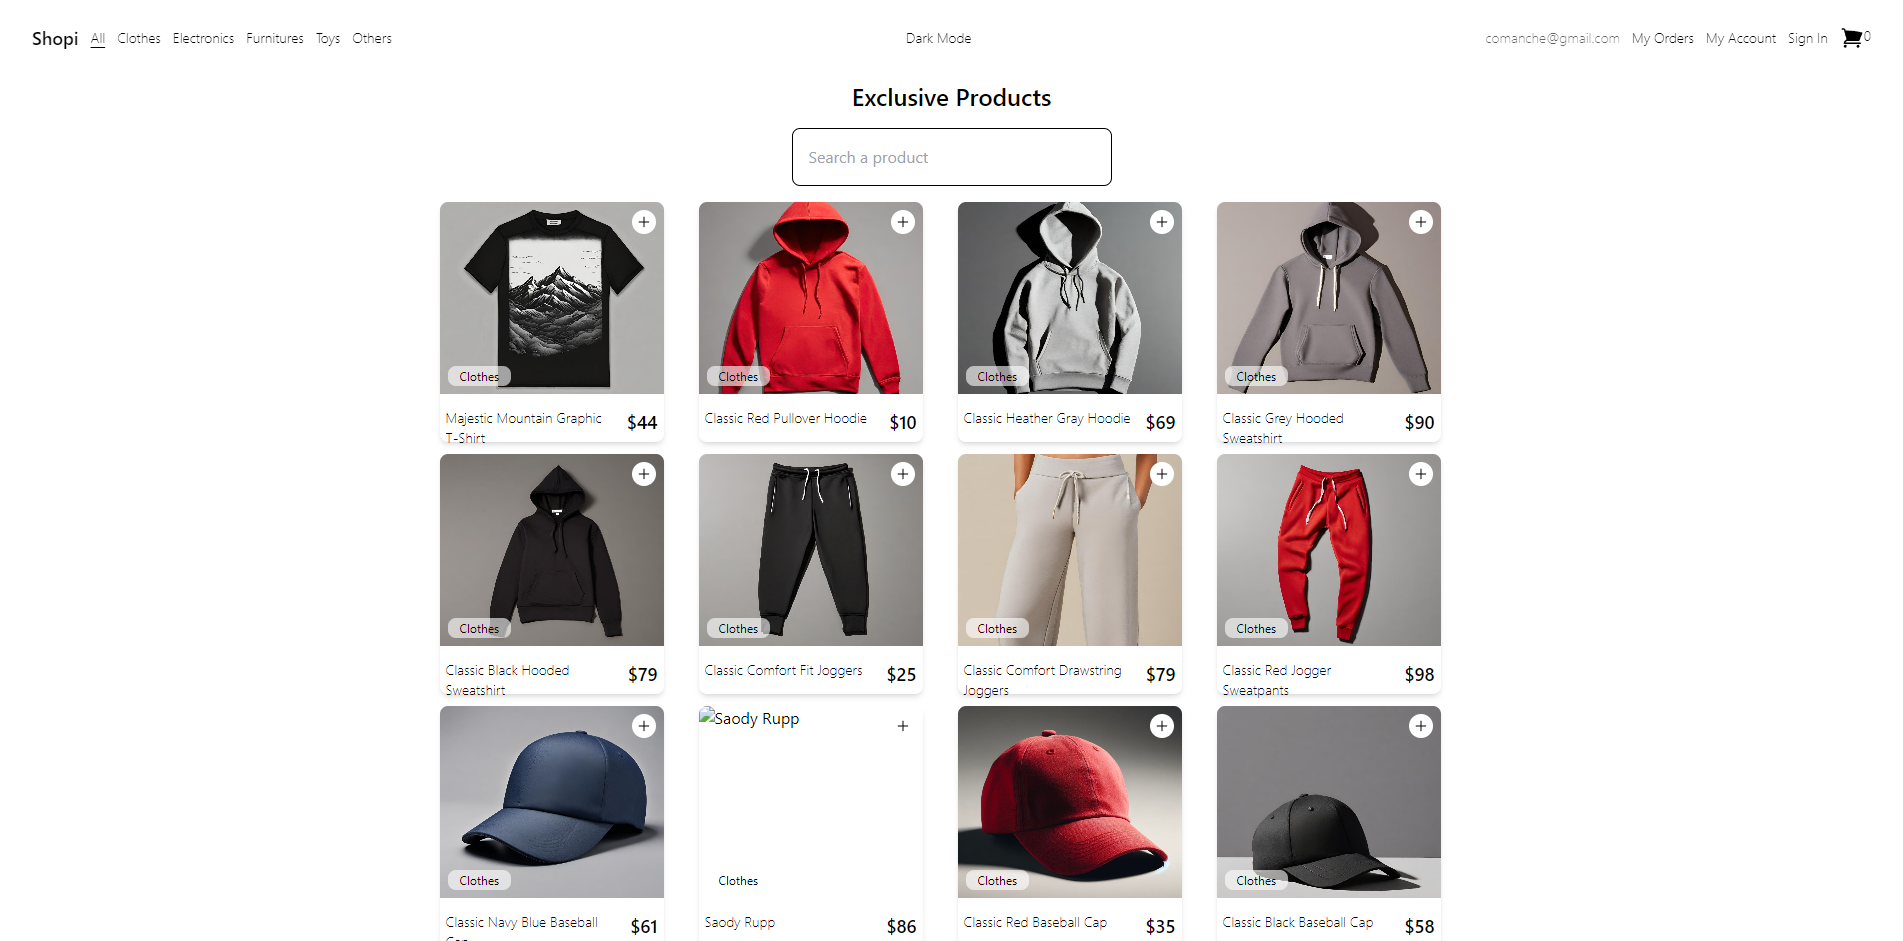 Shopi All Clothes Electronics Furnitures Toys Others Dark Mode comanche@gmail.com My Orders My Account Sign In 0
Exclusive Products
Search a product
Clothes Clothes Clothes Clothes
Majestic Mountain Graphic T-Shirt $44
Classic Red Pullover Hoodie $10
Classic Heather Gray Hoodie $69
Classic Grey Hooded Sweatshirt $90
Clothes Clothes Clothes Clothes
Classic Black Hooded Sweatshirt $79
Classic Comfort Fit Joggers $25
Classic Comfort Drawstring Joggers $79
Classic Red Jogger Sweatpants $98
Saody Rupp
Clothes Clothes Clothes Clothes
Classic Navy Blue Baseball Cap $61
Saody Rupp $86
Classic Red Baseball Cap $35
Classic Black Baseball Cap $58